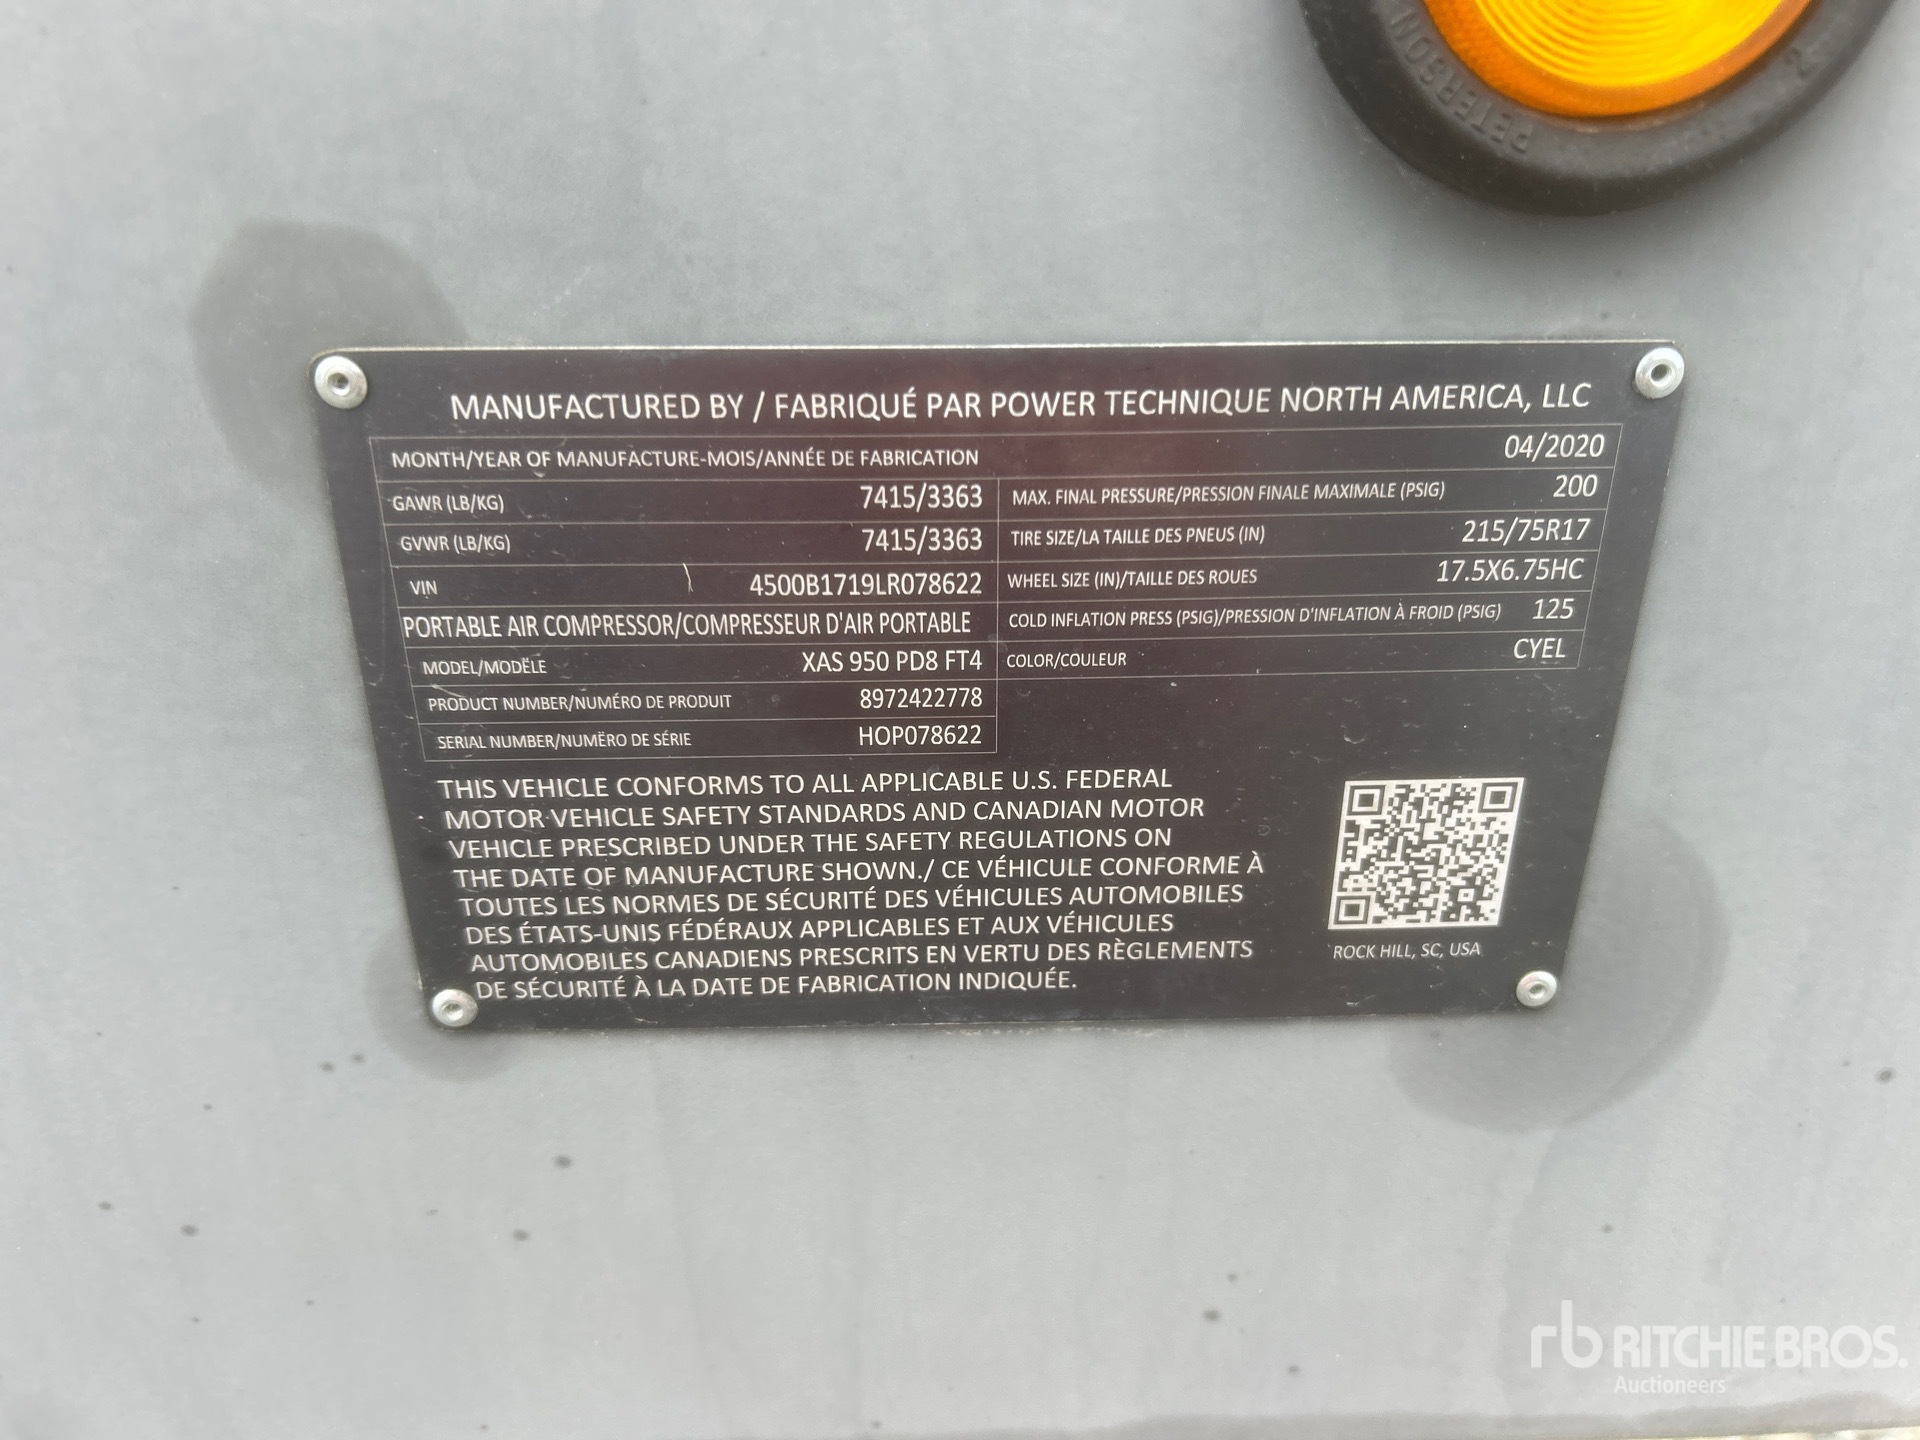 PETERSON
MANUFACTURED BY / FABRIQUÉ PAR POWER TECHNIQUE NORTH AMERICA, LLC
MONTH/YEAR OF MANUFACTURE-MOIS/ANNÉE DE FABRICATION 04/2020
GAWR (LB/KG) 7415/3363 MAX. FINAL PRESSURE/PRESSION FINALE MAXIMALE (PSIG) 200
GVWR (LB/KG) 7415/3363 TIRE SIZE/LA TAILLE DES PNEUS (IN) 215/75R17
VIN 4500B1719LR078622 WHEEL SIZE (IN)/TAILLE DES ROUES 17.5X6.75HC
PORTABLE AIR COMPRESSOR/COMPRESSEUR D'AIR PORTABLE COLD INFLATION PRESS (PSIG)/PRESSION D'INFLATION À FROID (PSIG) 125
MODEL/MODËLE XAS 950 PD8 FT4 COLOR/COULEUR CYEL
PRODUCT NUMBER/NUMÉRO DE PRODUIT 8972422778
SERIAL NUMBER/NUMËRO DE SÉRIE HOP078622
THIS VEHICLE CONFORMS TO ALL APPLICABLE U.S. FEDERAL
MOTOR VEHICLE SAFETY STANDARDS AND CANADIAN MOTOR
VEHICLE PRESCRIBED UNDER THE SAFETY REGULATIONS ON
THE DATE OF MANUFACTURE SHOWN./ CE VÉHICULE CONFORME À
TOUTES LES NORMES DE SÉCURITÉ DES VÉHICULES AUTOMOBILES
DES ÉTATS-UNIS FÉDÉRAUX APPLICABLES ET AUX VÉHICULES
AUTOMOBILES CANADIENS PRESCRITS EN VERTU DES RÈGLEMENTS
DE SÉCURITÉ À LA DATE DE FABRICATION INDIQUÉE.
ROCK HILL, SC, USA
rb RITCHIE BROS.
Auctioneers